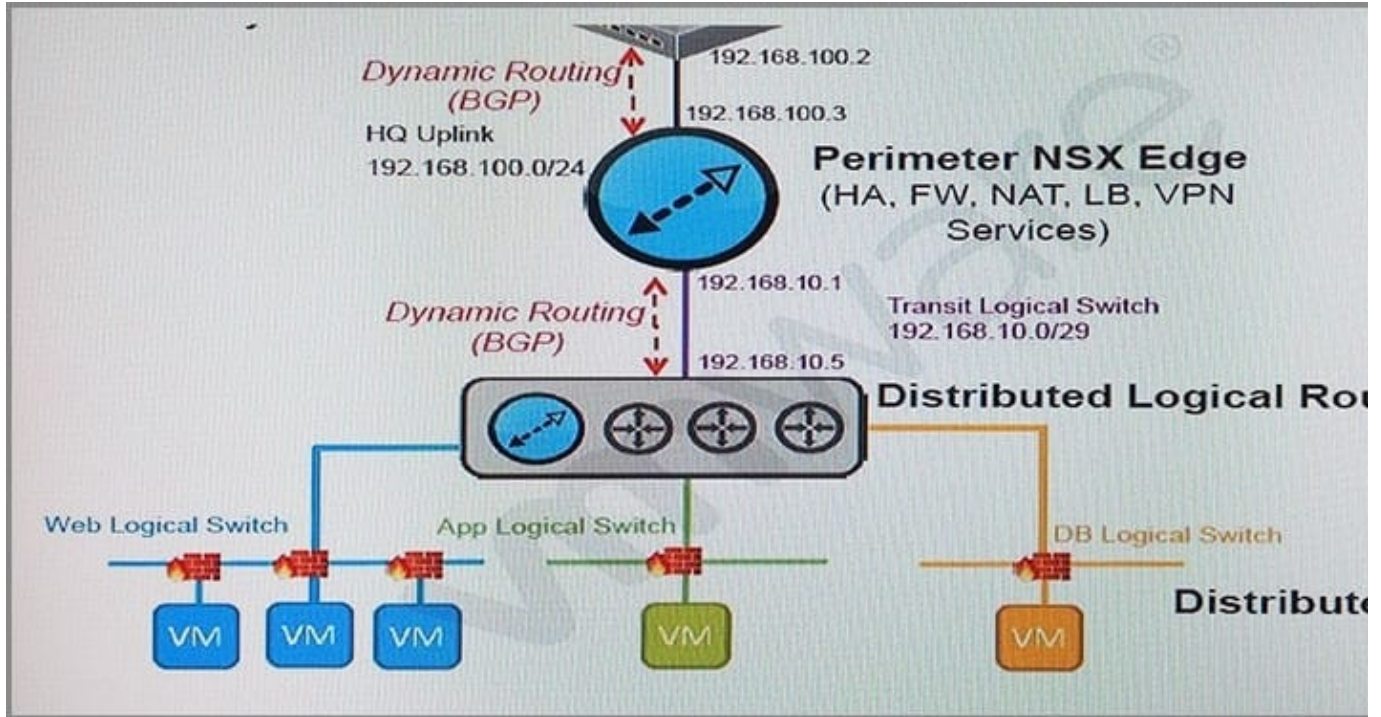 192.168.100.2
Dynamic Routing
(BGP)
192.168.100.3
HQ Uplink
192.168.100.0/24
Perimeter NSX Edge
(HA, FW, NAT, LB, VPN
Services)
192.168.10.1
Dynamic Routing
(BGP)
Transit Logical Switch
192.168.10.0/29
192.168.10.5
Distributed Logical Rou
Web Logical Switch
App Logical Switch
DB Logical Switch
Distribute
VM
VM
VM
VM
VM
vmware®